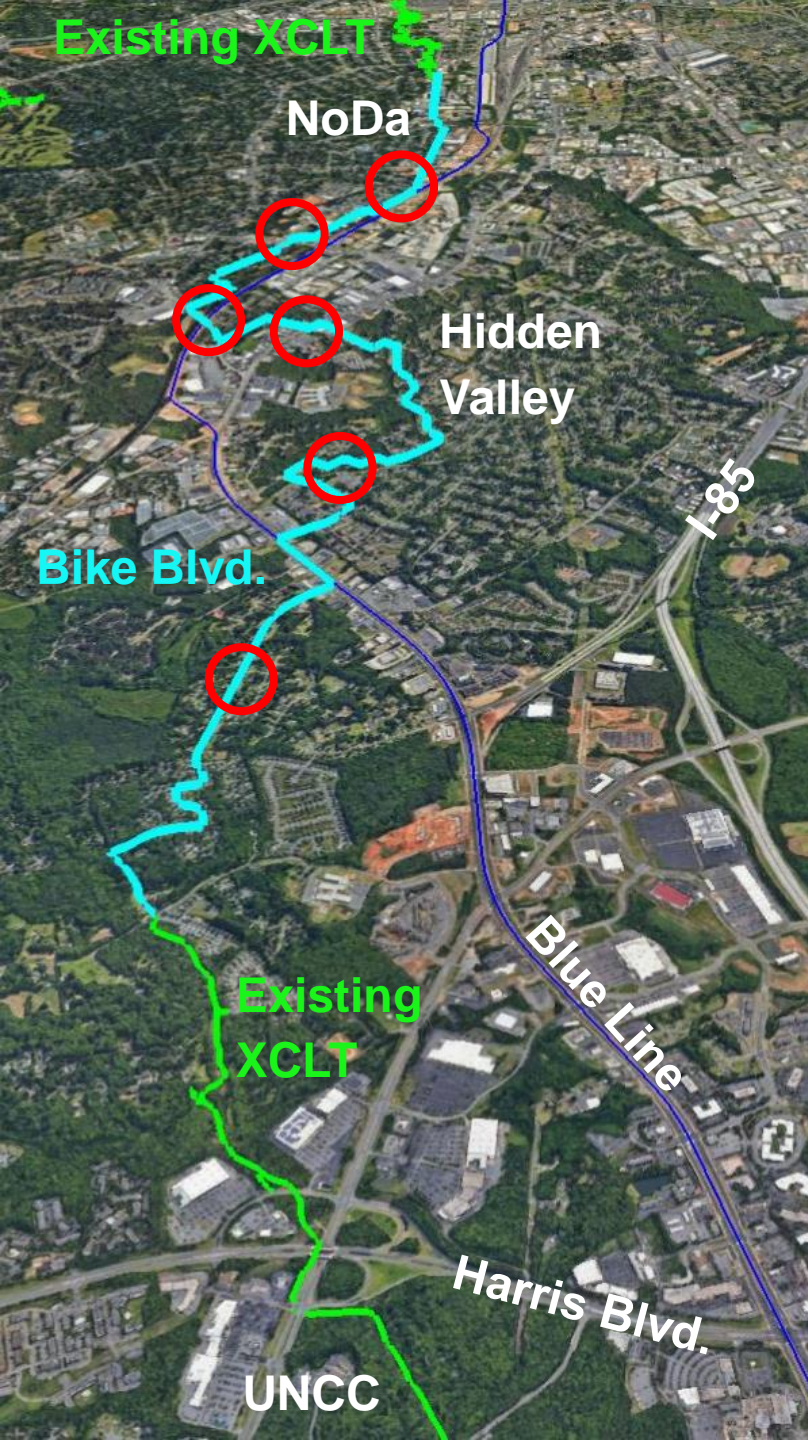 Existing XCLT
NoDa
Hidden
Valley
I-85
Bike Blvd.
Blue Line
Existing
XCLT
Harris Blvd.
UNCC